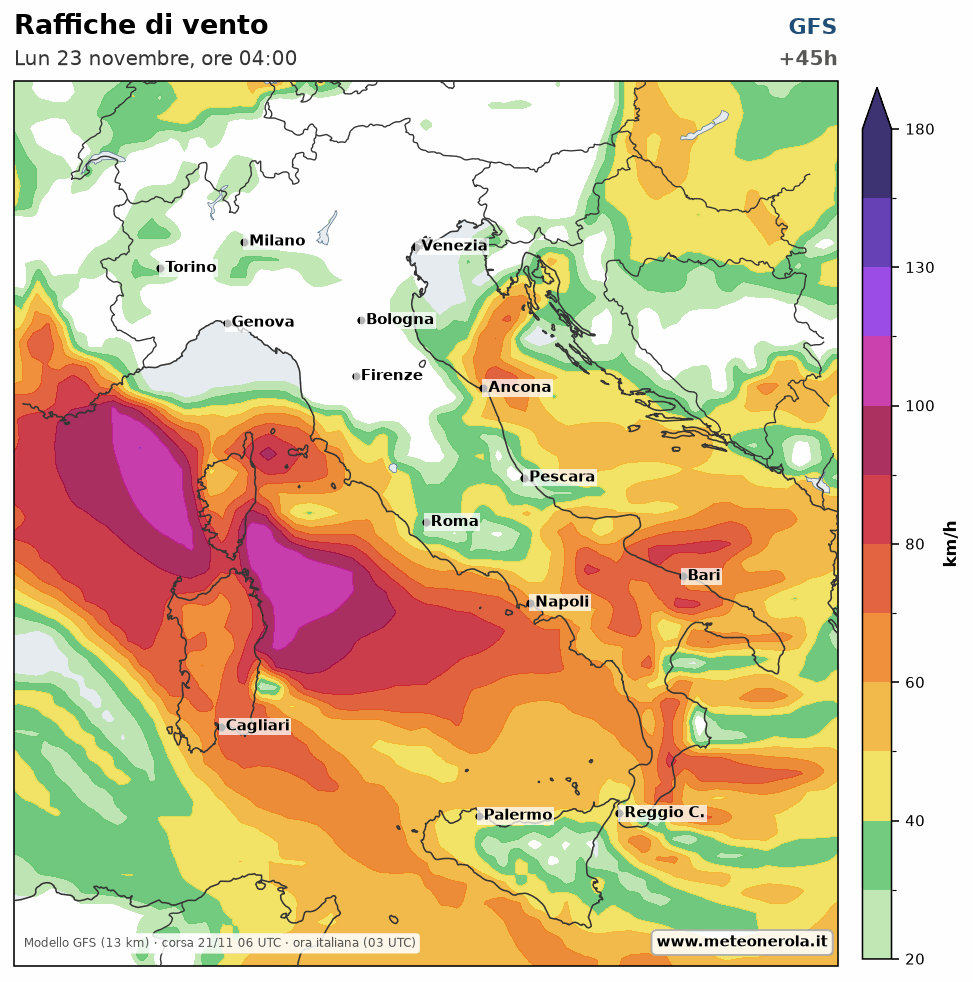 Raffiche di vento
GFS
Lun 23 novembre, ore 04:00
+45h
180
130
100
80
60
40
20
km/h
Milano
Venezia
Torino
Genova
Bologna
Firenze
Ancona
Pescara
Roma
Bari
Napoli
Cagliari
Palermo
Reggio C.
Modello GFS (13 km) · corsa 21/11 06 UTC · ora italiana (03 UTC)
www.meteonerola.it